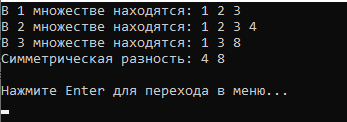 В 1 множестве находятся: 1 2 3
В 2 множестве находятся: 1 2 3 4
В 3 множестве находятся: 1 3 8
Симметрическая разность: 4 8
Нажмите Enter для перехода в меню...